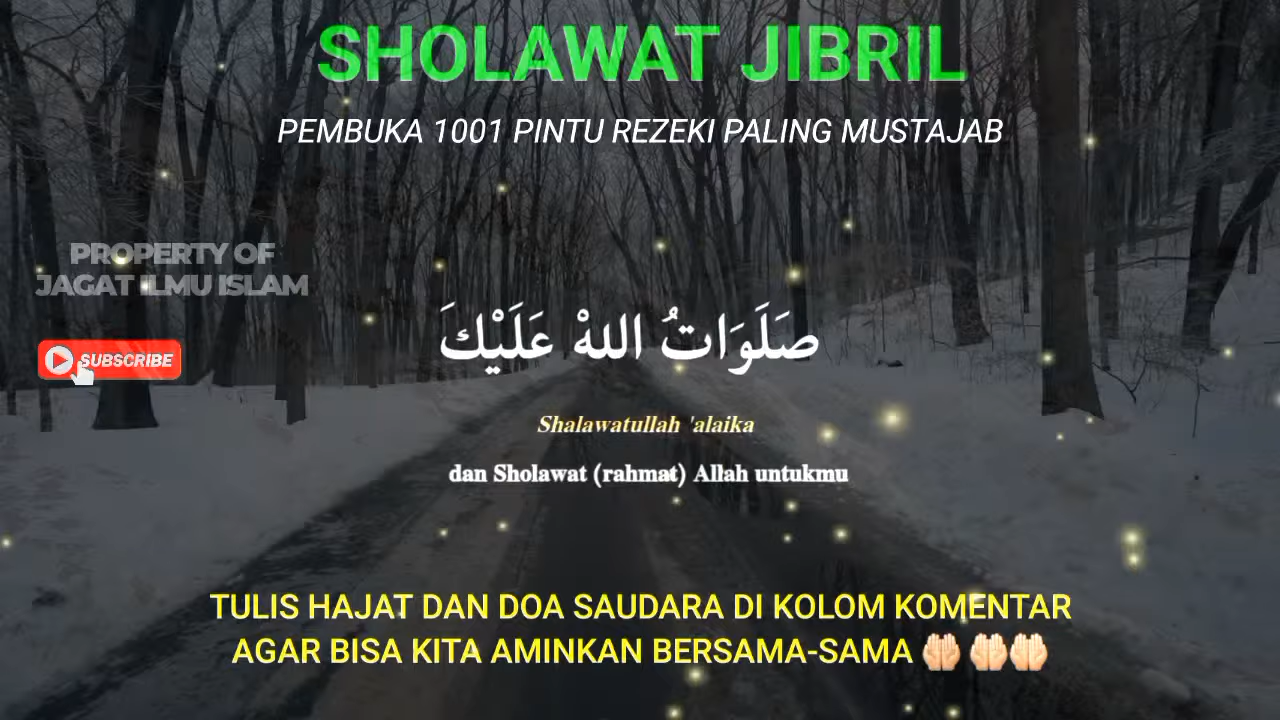 SHOLAWAT JIBRIL
PEMBUKA 1001 PINTU REZEKI PALING MUSTAJAB
PROPERTY OF
JAGAT ILMU ISLAM
SUBSCRIBE
صَلَوَاتُ اللهْ عَلَيْكَ
Shalawatullah 'alaika
dan Sholawat (rahmat) Allah untukmu
TULIS HAJAT DAN DOA SAUDARA DI KOLOM KOMENTAR
AGAR BISA KITA AMINKAN BERSAMA-SAMA 🤲🏻 🤲🏻🤲🏻